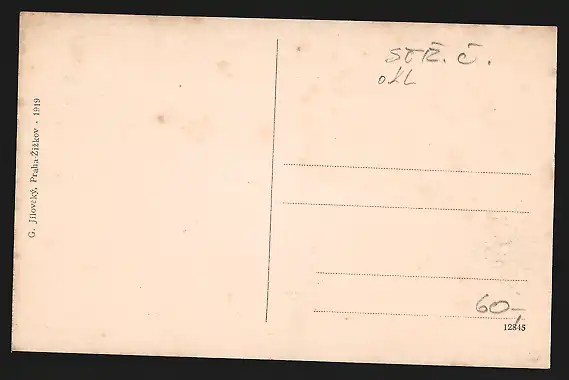 G. Jílovský, Praha-Žižkov - 1919
STŘ. Č.
okl
60,-
12845